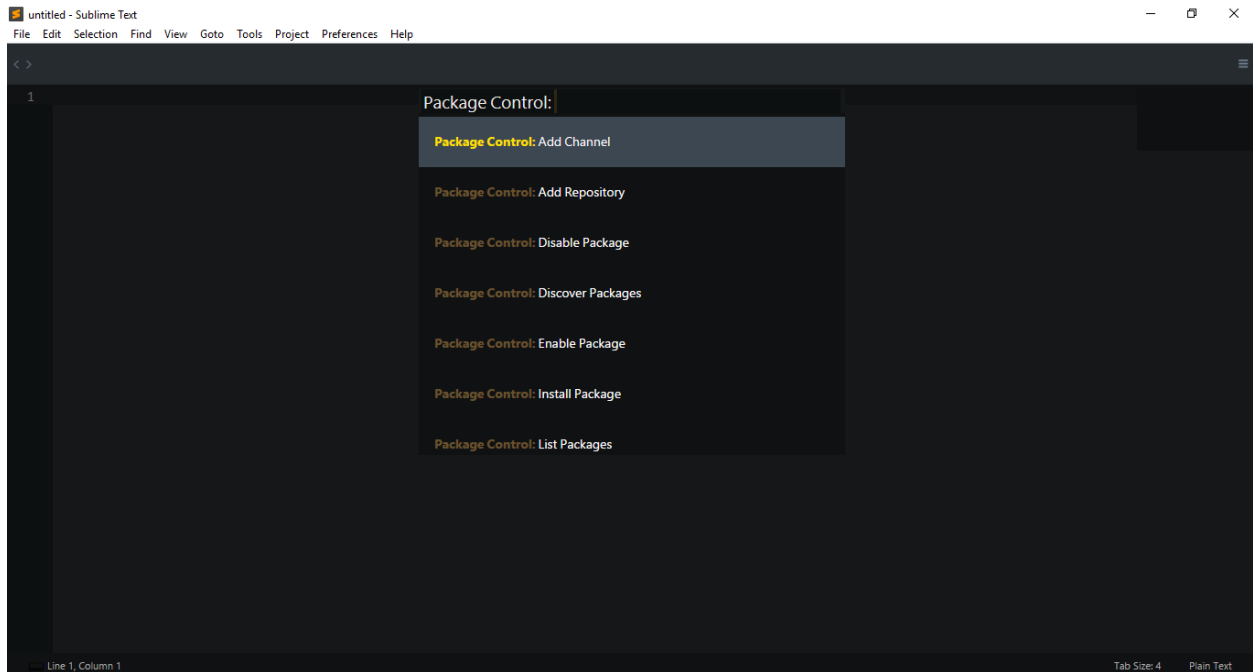 untitled - Sublime Text
File Edit Selection Find View Goto Tools Project Preferences Help
1
Package Control:
Package Control: Add Channel
Package Control: Add Repository
Package Control: Disable Package
Package Control: Discover Packages
Package Control: Enable Package
Package Control: Install Package
Package Control: List Packages
Line 1, Column 1 Tab Size: 4 Plain Text